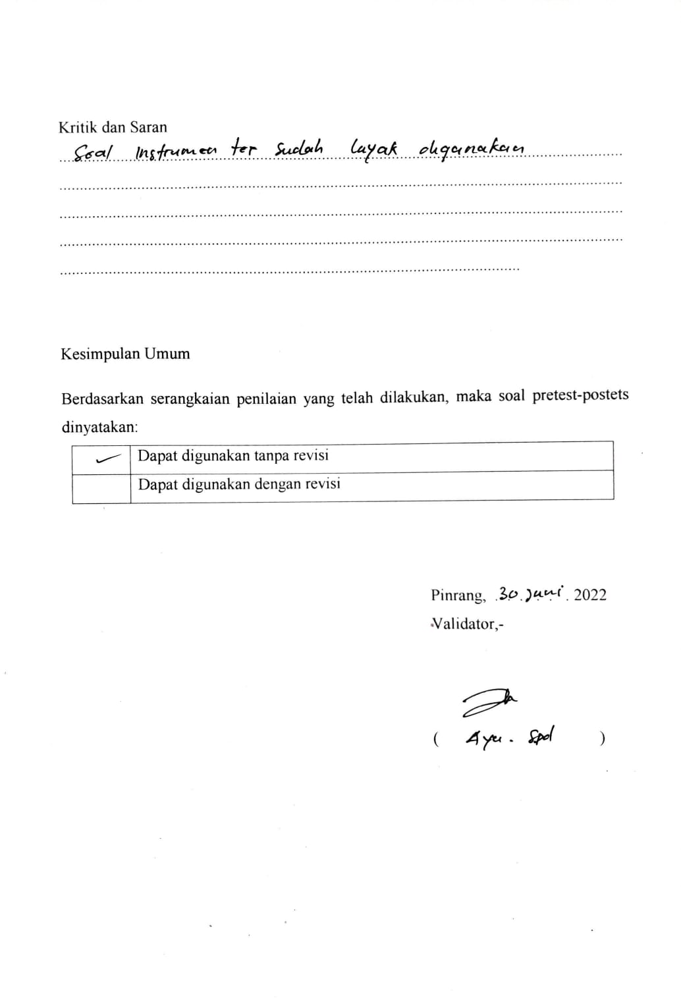 Kritik dan Saran
Soal Instrumen ter sudah layak digunakan
Kesimpulan Umum
Berdasarkan serangkaian penilaian yang telah dilakukan, maka soal pretest-postets
dinyatakan:
✓ Dapat digunakan tanpa revisi
Dapat digunakan dengan revisi
Pinrang, 30 Juni 2022
Validator,-
( Ayu. Spd )